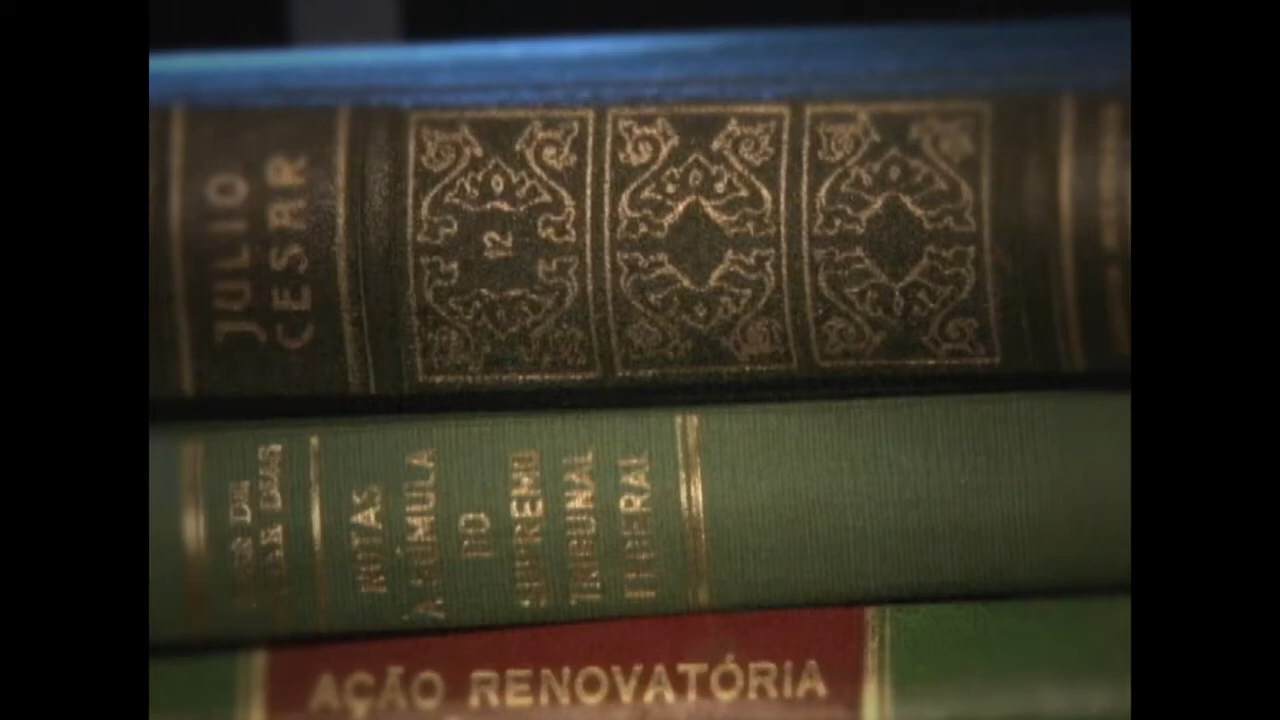 JULIO
CESAR
12
NOTAS
À SÚMULA
DO
SUPREMO
TRIBUNAL
FEDERAL
AÇÃO RENOVATÓRIA